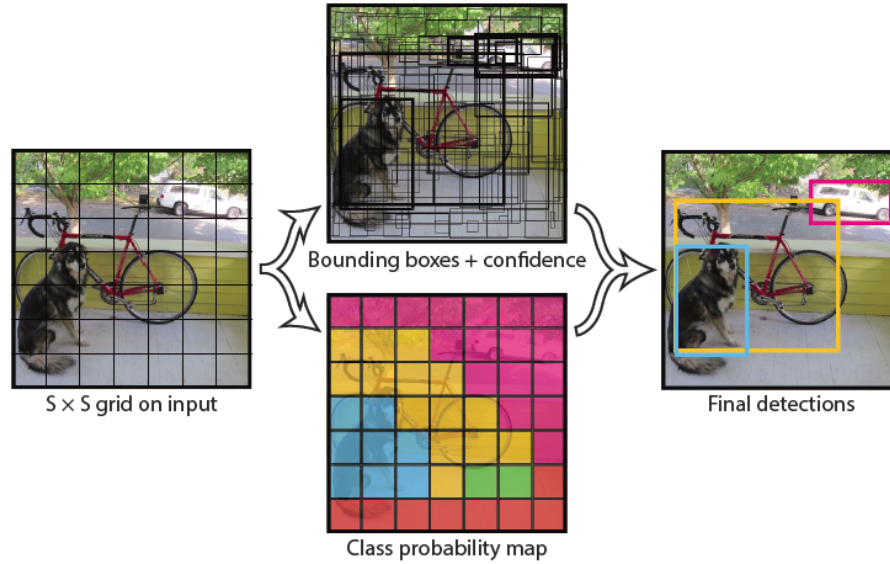 S × S grid on input
Bounding boxes + confidence
Class probability map
Final detections